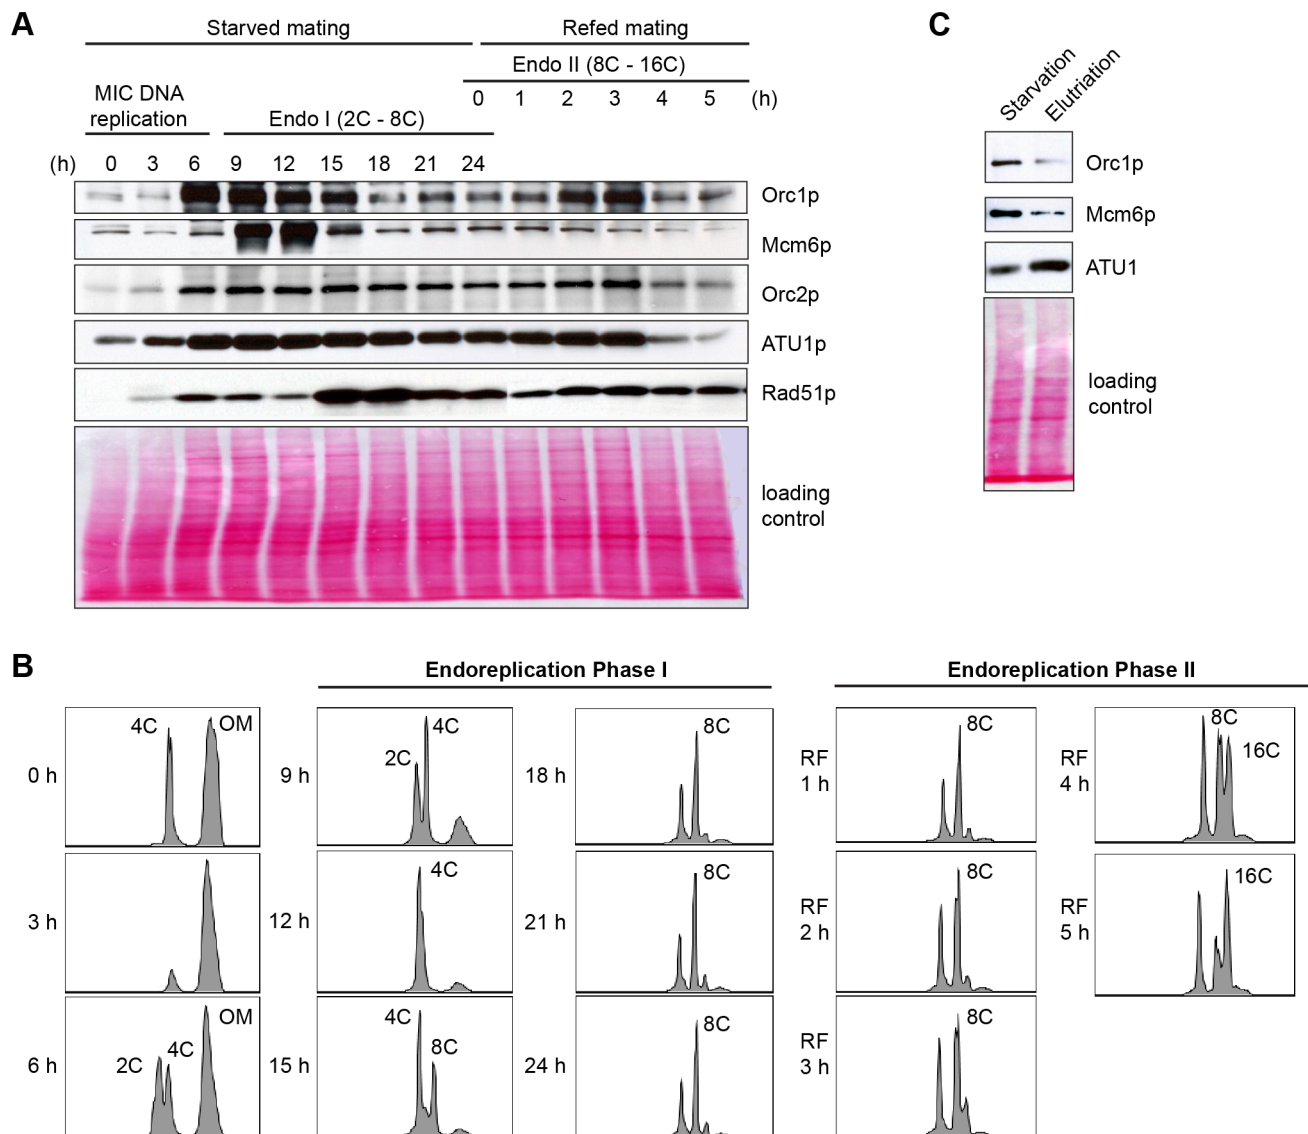 A
Starved mating
Refed mating
Endo II (8C - 16C)
MIC DNA
replication
Endo I (2C - 8C)
0 1 2 3 4 5 (h)
(h) 0 3 6 9 12 15 18 21 24
Orc1p
Mcm6p
Orc2p
ATU1p
Rad51p
loading
control
C
Starvation
Elutriation
Orc1p
Mcm6p
ATU1
loading
control
B
Endoreplication Phase I
Endoreplication Phase II
0 h
4C
OM
3 h
6 h
2C
4C
OM
9 h
2C
4C
12 h
4C
15 h
4C
8C
18 h
8C
21 h
8C
24 h
8C
RF
1 h
8C
RF
2 h
8C
RF
3 h
8C
RF
4 h
8C
16C
RF
5 h
16C